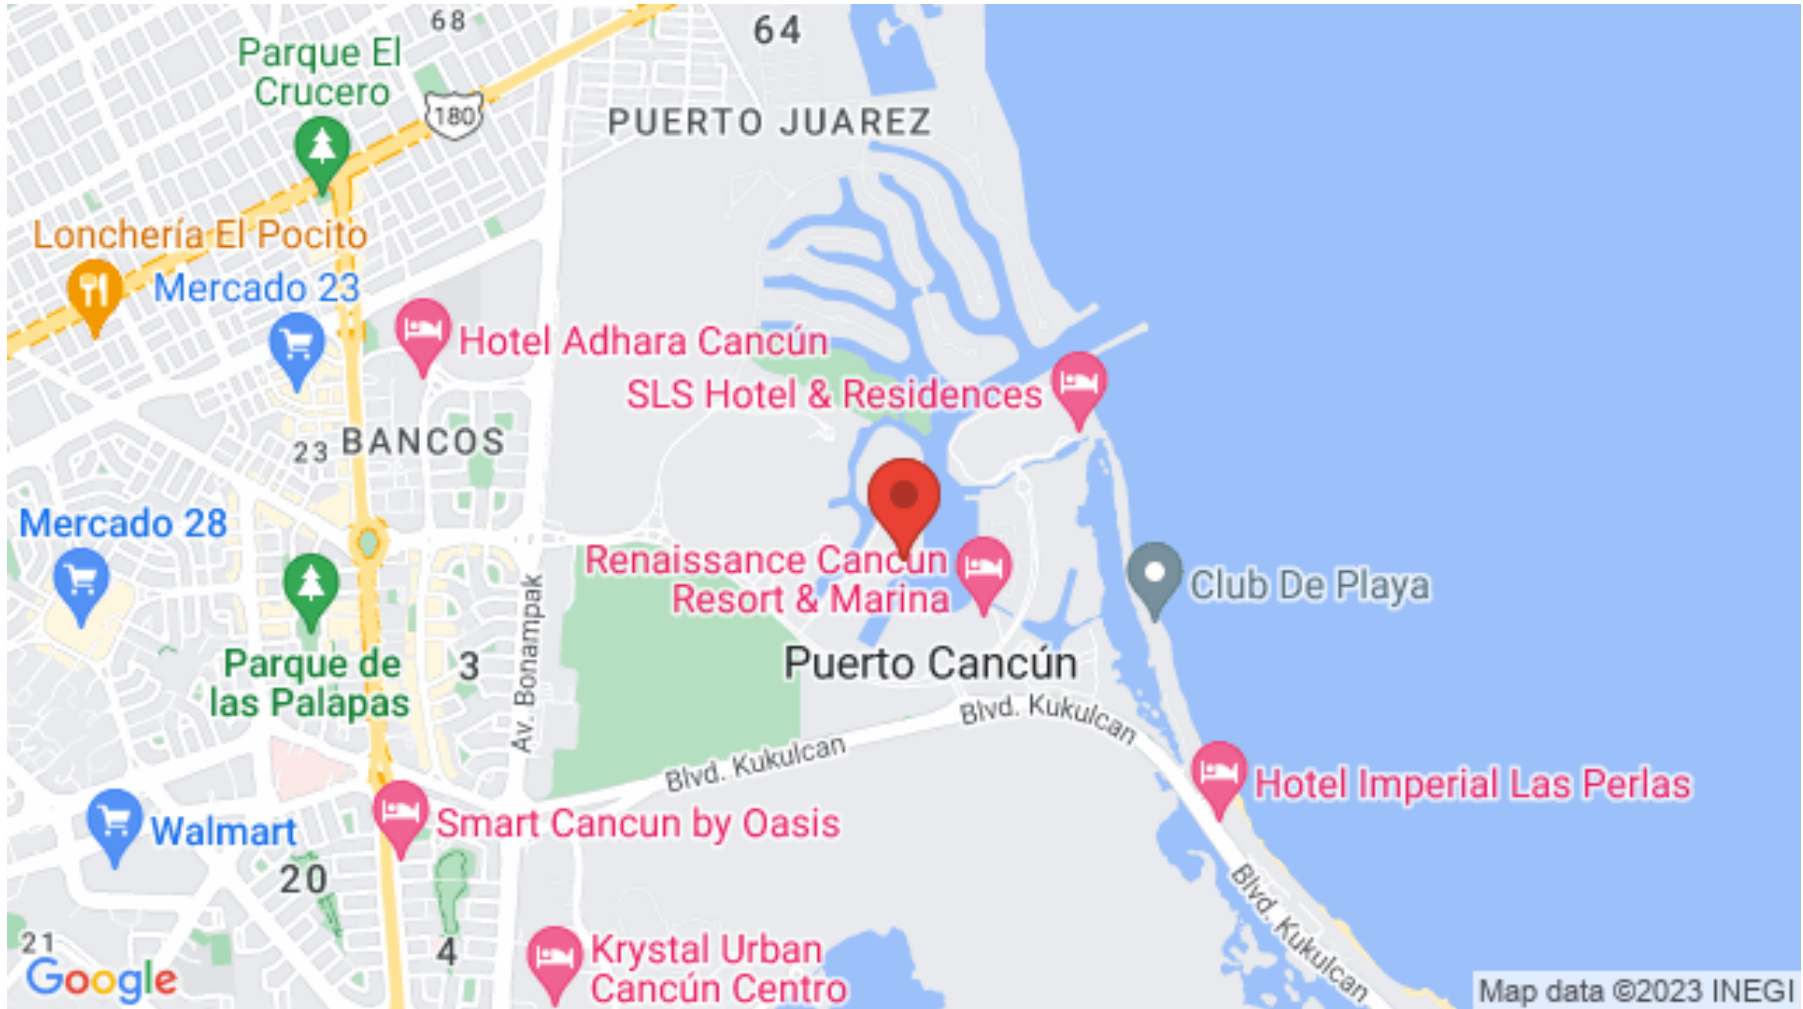 68
64
Parque El
Crucero
180
PUERTO JUAREZ
Lonchería El Pocito
Mercado 23
Hotel Adhara Cancún
SLS Hotel & Residences
23
BANCOS
Mercado 28
Renaissance Cancun
Resort & Marina
Club De Playa
Parque de
las Palapas
3
Av. Bonampak
Puerto Cancún
Blvd. Kukulcan
Blvd. Kukulcan
Hotel Imperial Las Perlas
Walmart
Smart Cancun by Oasis
20
Blvd. Kukulcan
21
4
Krystal Urban
Cancún Centro
Google
Map data ©2023 INEGI